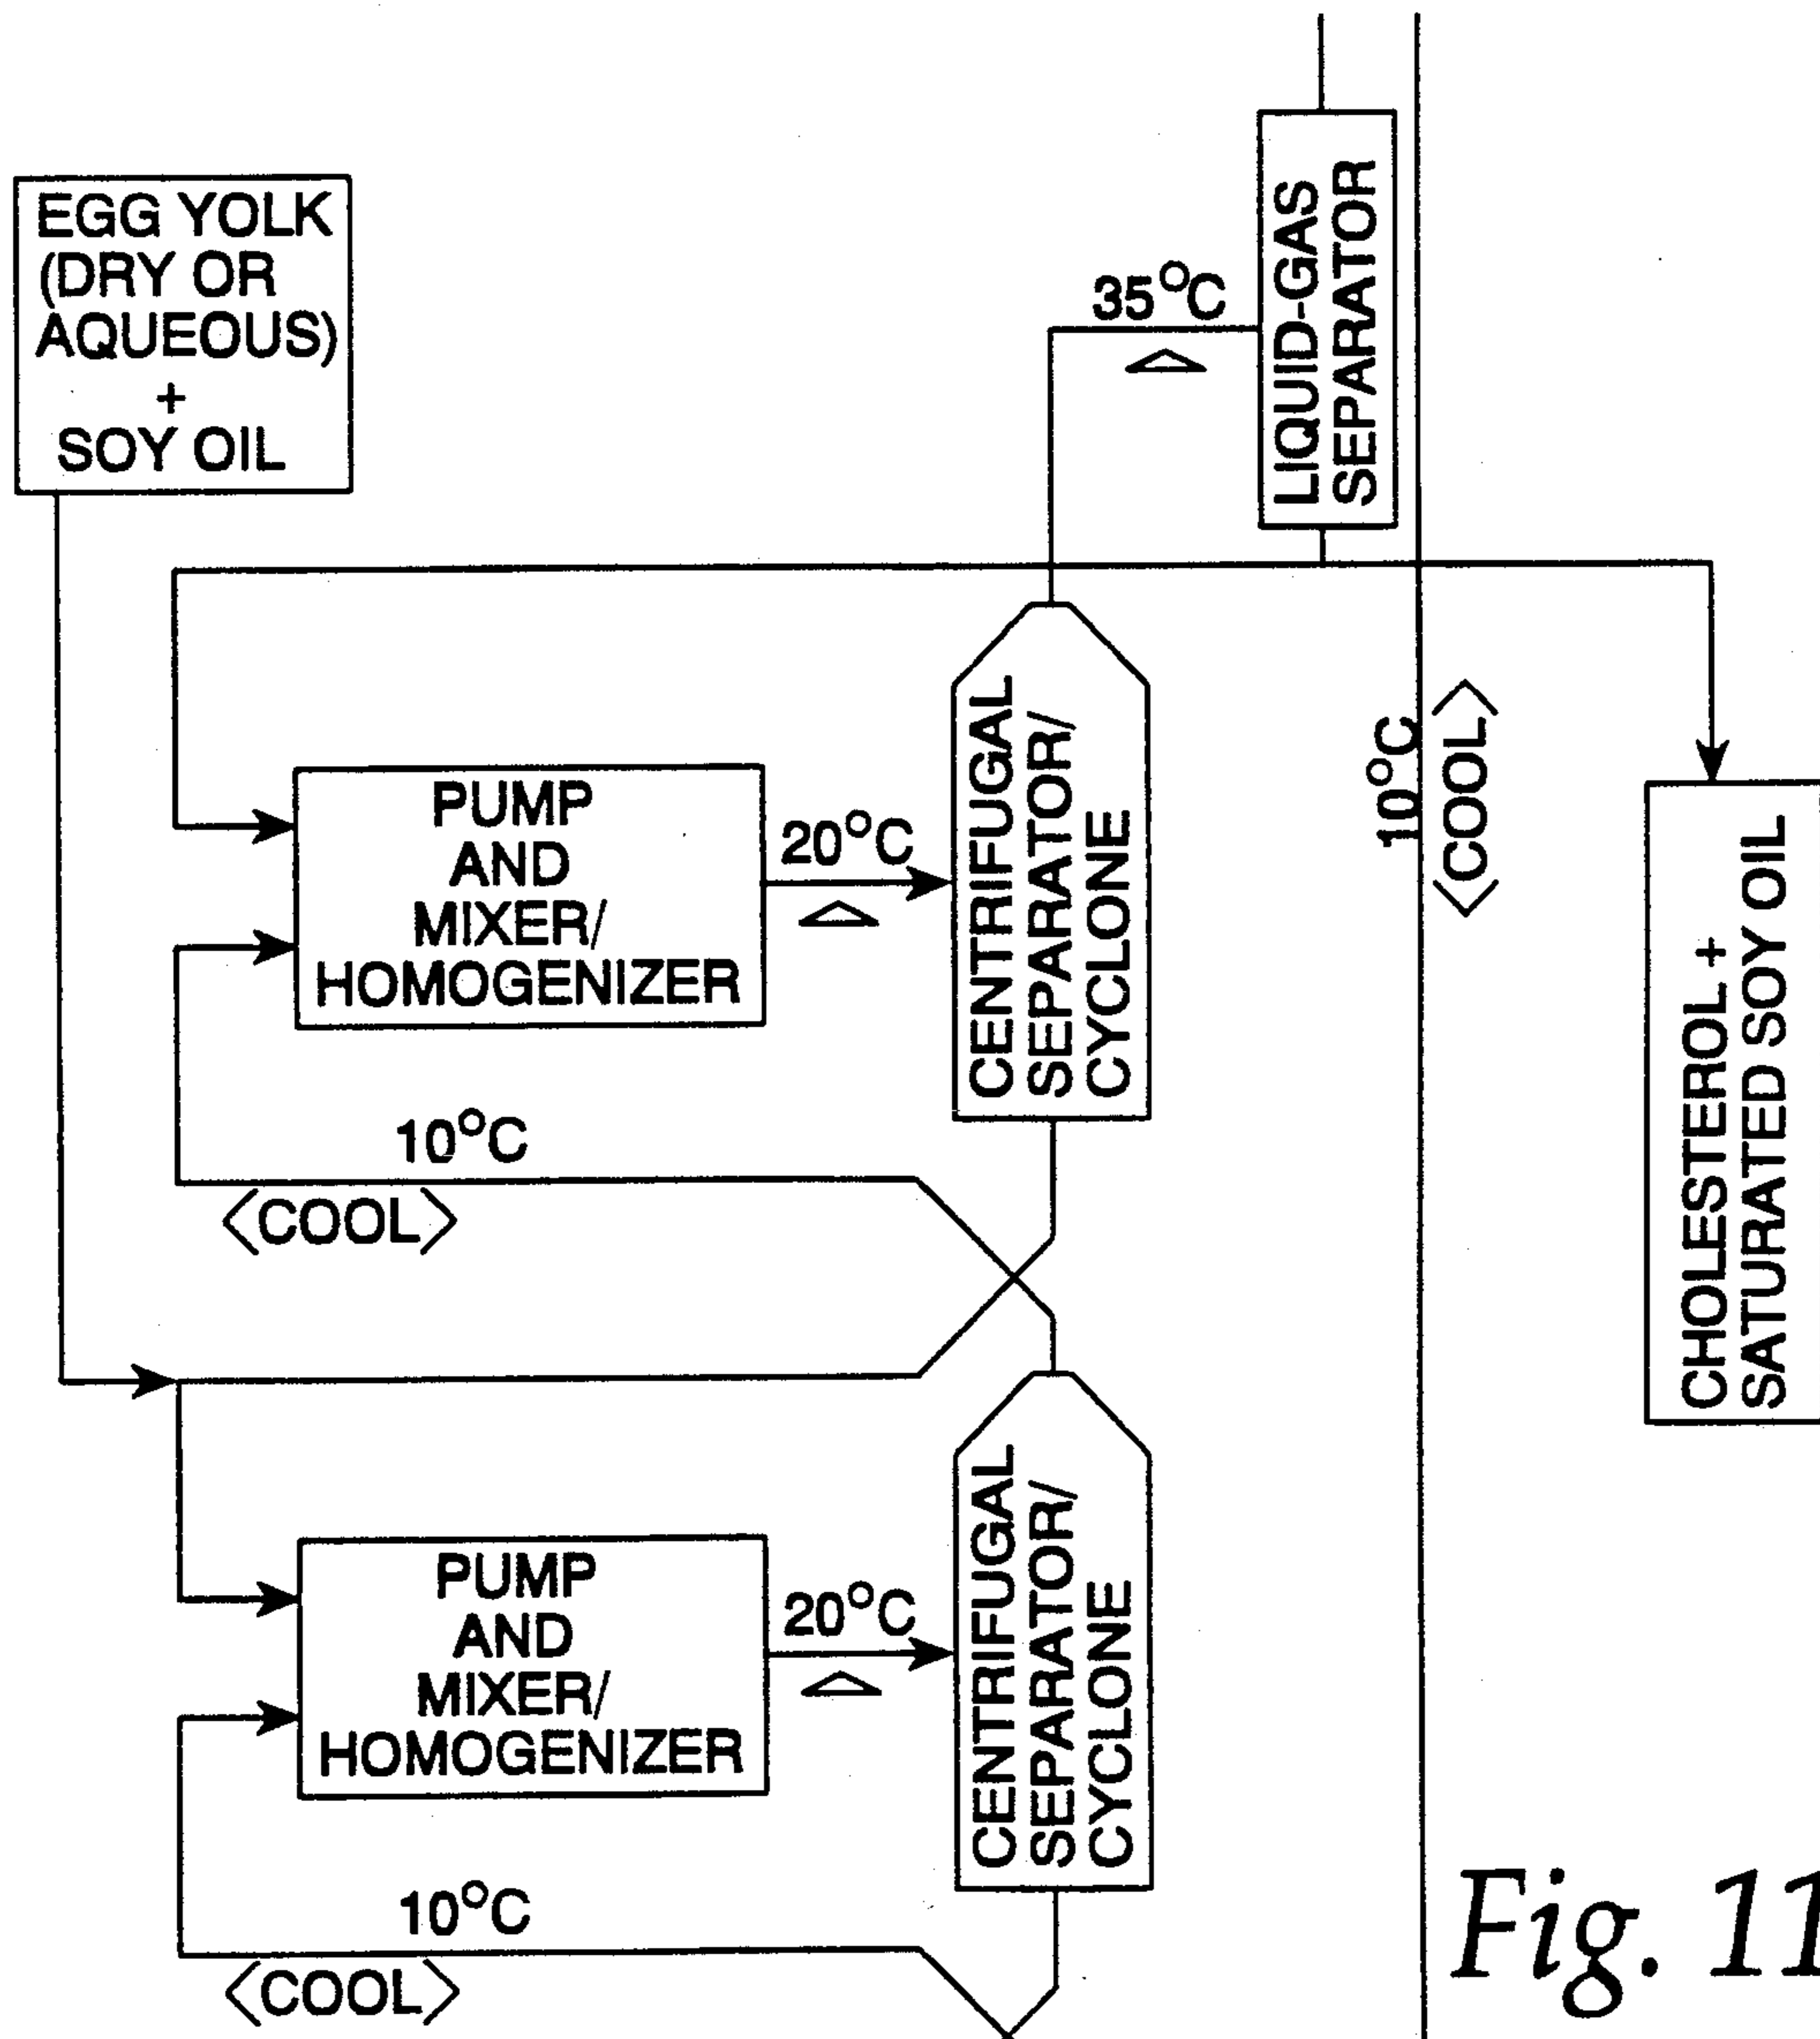 EGG YOLK
(DRY OR
AQUEOUS)
+
SOY OIL
35°C
LIQUID-GAS
SEPARATOR
PUMP
AND
MIXER/
HOMOGENIZER
20°C
CENTRIFUGAL
SEPARATOR/
CYCLONE
10°C
<COOL>
10°C
<COOL>
CHOLESTEROL +
SATURATED SOY OIL
PUMP
AND
MIXER/
HOMOGENIZER
20°C
CENTRIFUGAL
SEPARATOR/
CYCLONE
10°C
<COOL>
Fig. 11